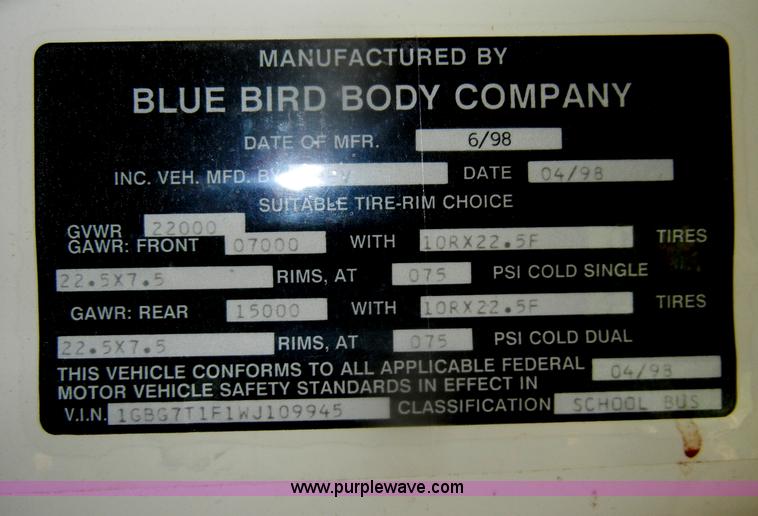 MANUFACTURED BY
BLUE BIRD BODY COMPANY
DATE OF MFR. 6/98
INC. VEH. MFD. BY DATE 04/98
SUITABLE TIRE-RIM CHOICE
GVWR 22000
GAWR: FRONT 07000 WITH 10RX22.5F TIRES
22.5X7.5 RIMS, AT 075 PSI COLD SINGLE
GAWR: REAR 15000 WITH 10RX22.5F TIRES
22.5X7.5 RIMS, AT 075 PSI COLD DUAL
THIS VEHICLE CONFORMS TO ALL APPLICABLE FEDERAL 04/98
MOTOR VEHICLE SAFETY STANDARDS IN EFFECT IN
V.I.N. 1GBG7T1F1WJ109945 CLASSIFICATION SCHOOL BUS
www.purplewave.com